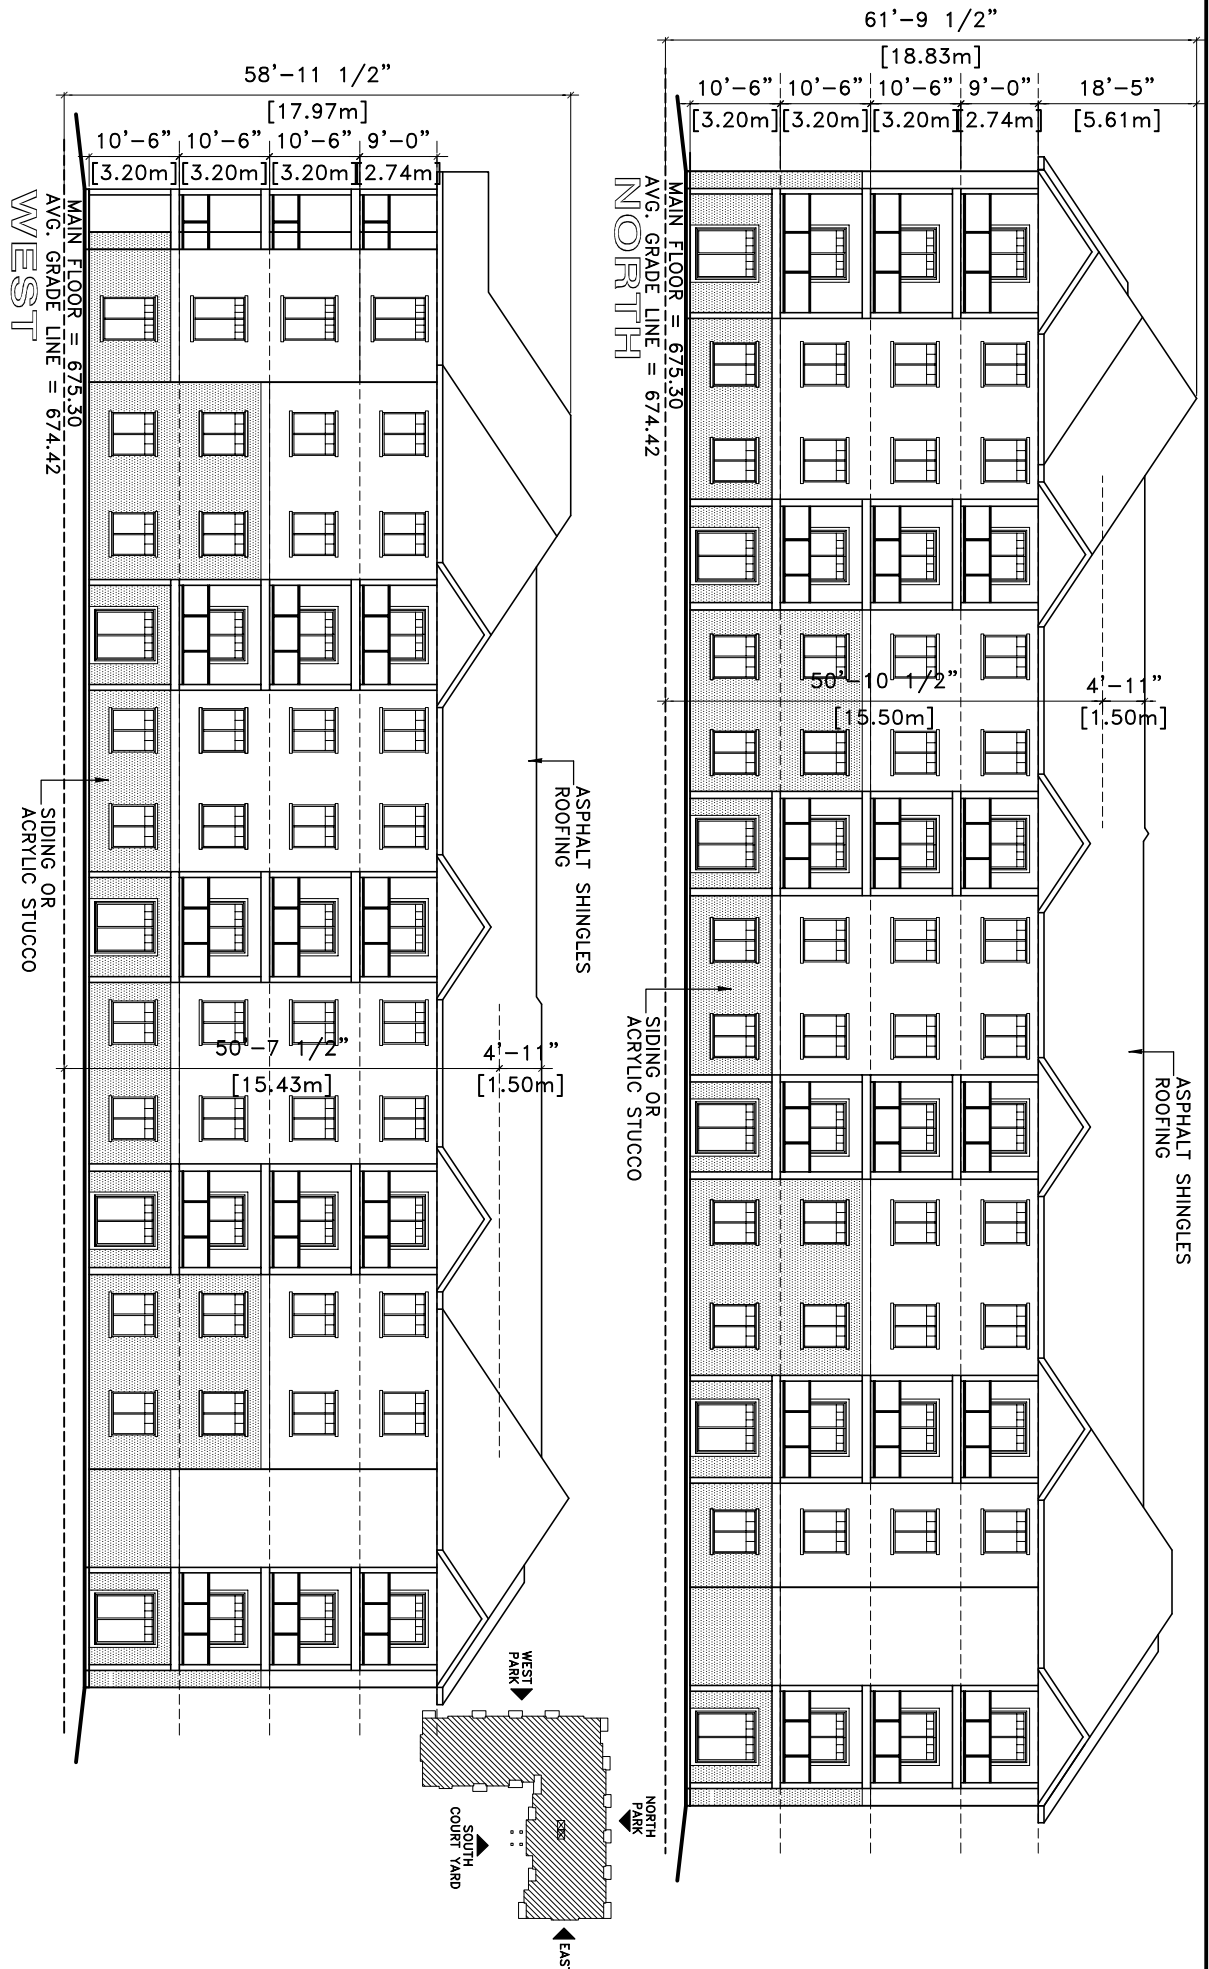 61'-9 1/2"
[18.83m]
10'-6" 10'-6" 10'-6" 9'-0" 18'-5"
[3.20m] [3.20m] [3.20m] [2.74m] [5.61m]
MAIN FLOOR = 675.30
AVG. GRADE LINE = 674.42
NORTH
50'-10 1/2"
[15.50m]
4'-11"
[1.50m]
SIDING OR
ACRYLIC STUCCO
ASPHALT SHINGLES
ROOFING
58'-11 1/2"
[17.97m]
10'-6" 10'-6" 10'-6" 9'-0"
[3.20m] [3.20m] [3.20m] [2.74m]
MAIN FLOOR = 675.30
AVG. GRADE LINE = 674.42
WEST
ASPHALT SHINGLES
ROOFING
SIDING OR
ACRYLIC STUCCO
50'-7 1/2"
[15.43m]
4'-11"
[1.50m]
WEST
PARK
NORTH
PARK
SOUTH
COURT YARD
EAST